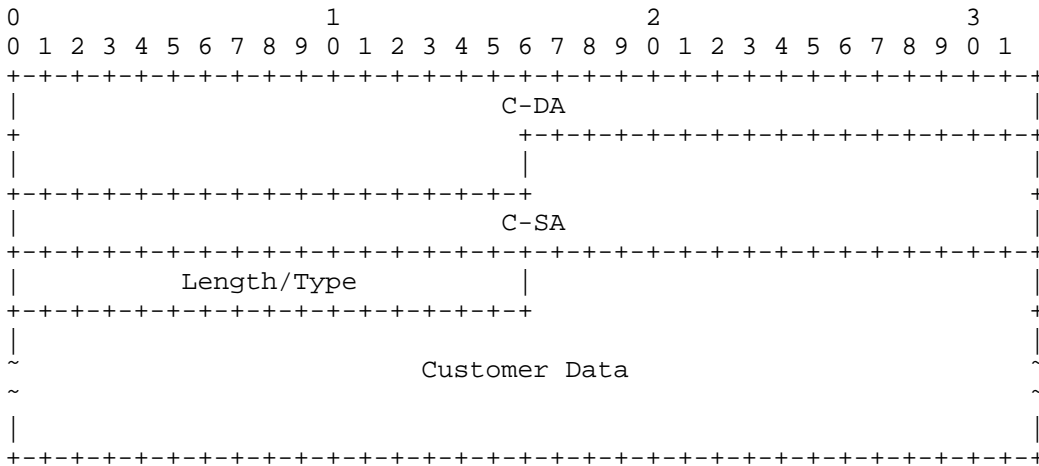 0                   1                   2                   3
0 1 2 3 4 5 6 7 8 9 0 1 2 3 4 5 6 7 8 9 0 1 2 3 4 5 6 7 8 9 0 1
+-+-+-+-+-+-+-+-+-+-+-+-+-+-+-+-+-+-+-+-+-+-+-+-+-+-+-+-+-+-+-+-+
|                              C-DA                             |
+                               +-+-+-+-+-+-+-+-+-+-+-+-+-+-+-+-+
|                               |                               |
+-+-+-+-+-+-+-+-+-+-+-+-+-+-+-+-+                               +
|                              C-SA                             |
+-+-+-+-+-+-+-+-+-+-+-+-+-+-+-+-+-+-+-+-+-+-+-+-+-+-+-+-+-+-+-+-+
|          Length/Type          |                               |
+-+-+-+-+-+-+-+-+-+-+-+-+-+-+-+-+                               +
|                                                               |
~                         Customer Data                         ~
~                                                               ~
|                                                               |
+-+-+-+-+-+-+-+-+-+-+-+-+-+-+-+-+-+-+-+-+-+-+-+-+-+-+-+-+-+-+-+-+